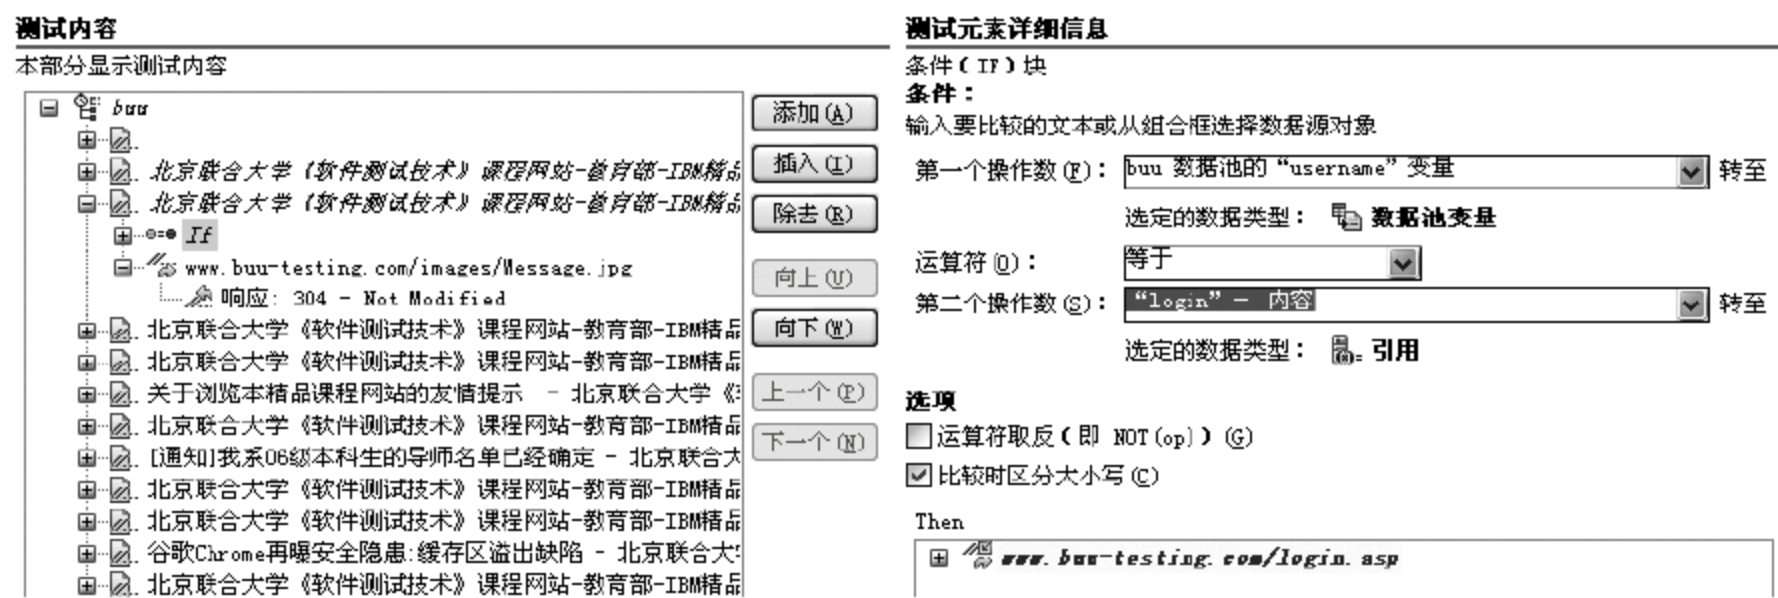 测试内容
本部分显示测试内容
buu
北京联合大学《软件测试技术》课程网站-教育部-IBM精品
北京联合大学《软件测试技术》课程网站-教育部-IBM精品
If
www.buu-testing.com/images/Message.jpg
响应: 304 - Not Modified
北京联合大学《软件测试技术》课程网站-教育部-IBM精品
北京联合大学《软件测试技术》课程网站-教育部-IBM精品
关于浏览本精品课程网站的友情提示 - 北京联合大学《
北京联合大学《软件测试技术》课程网站-教育部-IBM精品
[通知]我系06级本科生的导师名单已经确定 - 北京联合大
北京联合大学《软件测试技术》课程网站-教育部-IBM精品
北京联合大学《软件测试技术》课程网站-教育部-IBM精品
谷歌Chrome再曝安全隐患:缓存区溢出缺陷 - 北京联合大
北京联合大学《软件测试技术》课程网站-教育部-IBM精品
添加(A)
插入(I)
除去(R)
向上(U)
向下(W)
上一个(P)
下一个(N)
测试元素详细信息
条件(IF)块
条件：
输入要比较的文本或从组合框选择数据源对象
第一个操作数(F)： buu 数据池的“username”变量 转至
选定的数据类型： 数据池变量
运算符(O)： 等于
第二个操作数(S)： “login” - 内容 转至
选定的数据类型： 引用
选项
运算符取反(即 NOT(op))(G)
比较时区分大小写(C)
Then
www.buu-testing.com/login.asp